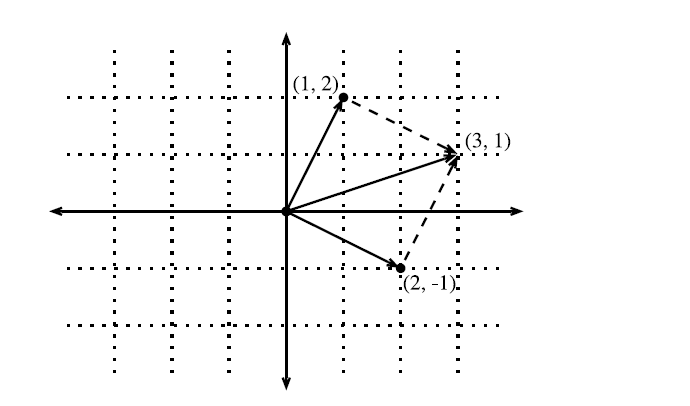 (1, 2)
(3, 1)
(2, -1)